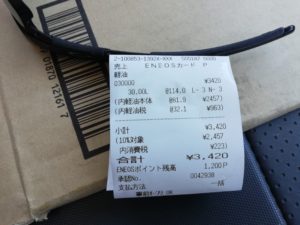 売上 ENEOSカード P
軽油
030000 ¥3420
30.00L @114.0 L- 3 N- 3
(内軽油本体 @81.9 ¥2457)
(内軽油税 @32.1 ¥963)
小計 ¥3,420
(10%対象 ¥2,457
内消費税 ¥223)
合言計 ¥3,420
ENEOSポイント残高 1,200P
承認No. 0042938
支払方法 一括